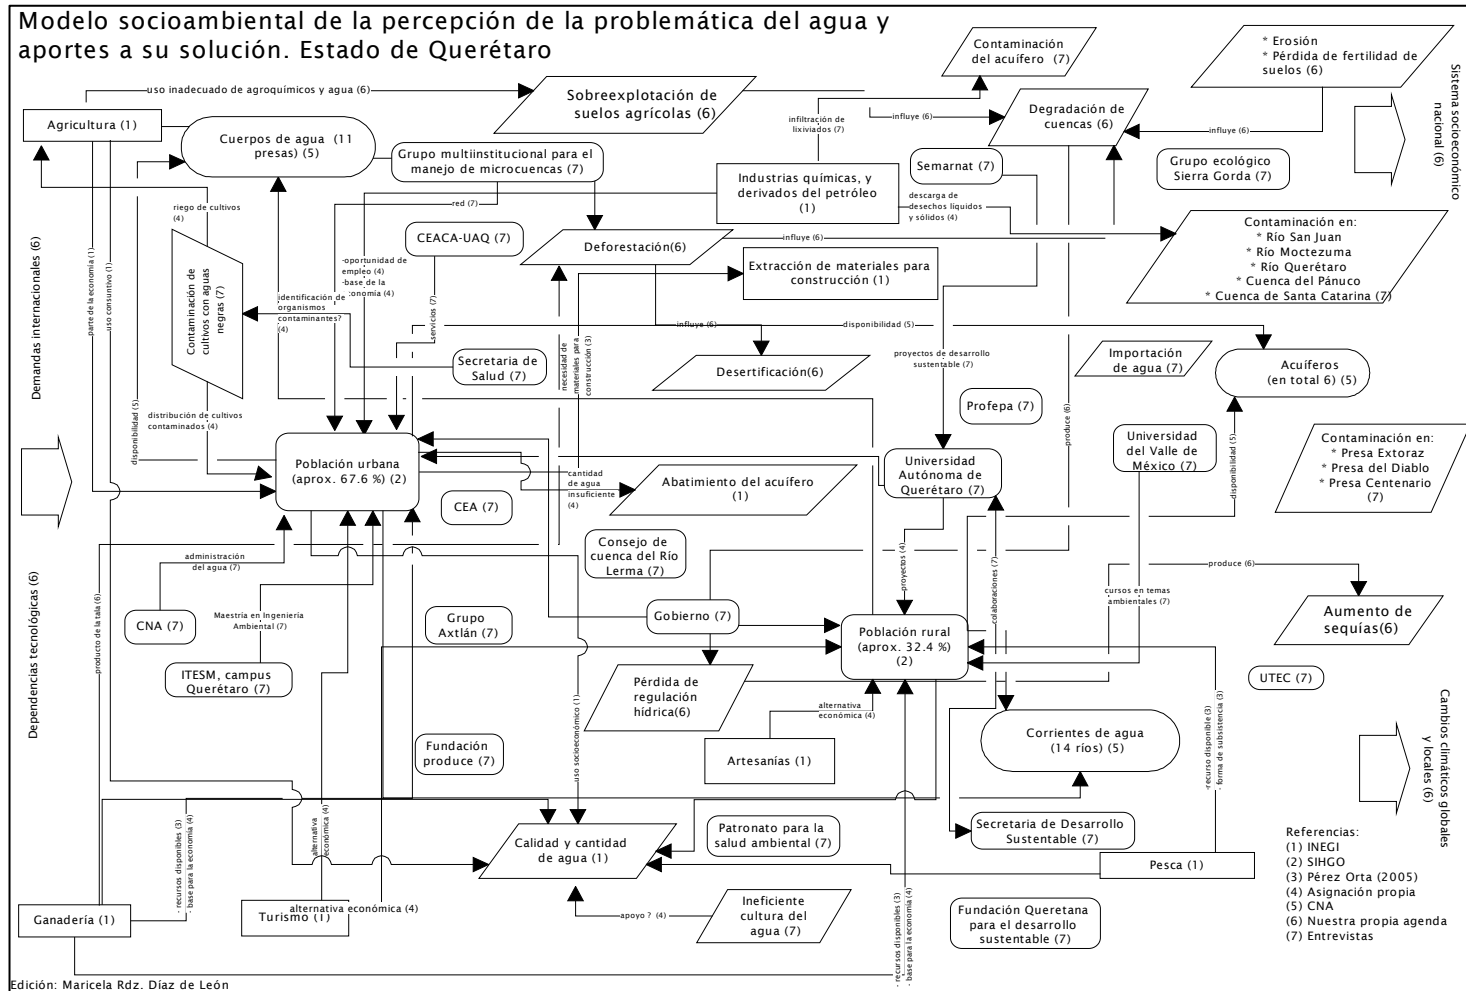 Modelo socioambiental de la percepción de la problemática del agua y
aportes a su solución. Estado de Querétaro
Contaminación
del acuífero (7)
* Erosión
* Pérdida de fertilidad de
suelos (6)
Sistema socioeconómico
nacional (6)
uso inadecuado de agroquímicos y agua (6)
Sobreexplotación de
suelos agrícolas (6)
Degradación de
cuencas (6)
influye (6)
influye (6)
infiltración de
lixiviados (7)
Agricultura (1)
Cuerpos de agua (11
presas) (5)
Grupo multiinstitucional para el
manejo de microcuencas (7)
Industrias químicas, y
derivados del petróleo
(1)
Semarnat (7)
Grupo ecológico
Sierra Gorda (7)
descarga de
desechos líquidos
y sólidos (4)
red (7)
riego de cultivos
(4)
CEACA-UAQ (7)
Deforestación(6)
influye (6)
Contaminación en:
* Río San Juan
* Río Moctezuma
* Río Querétaro
* Cuenca del Pánuco
* Cuenca de Santa Catarina (7)
Demandas internacionales (6)
parte de la economía (1)
uso consuntivo (1)
Contaminación de
cultivos con aguas
negras (7)
-oportunidad de
empleo (4)
-base de la
economía (4)
identificación de
organismos
contaminantes?
(4)
servicios (7)
Extracción de materiales para
construcción (1)
influye (6)
disponibilidad (5)
necesidad de
materiales para
construcción (3)
Secretaria de
Salud (7)
Desertificación(6)
proyectos de desarrollo
sustentable (7)
Importación
de agua (7)
Acuíferos
(en total 6) (5)
disponibilidad (5)
distribución de cultivos
contaminados (4)
Profepa (7)
produce (6)
Población urbana
(aprox. 67.6 %) (2)
cantidad
de agua
insuficiente
(4)
Abatimiento del acuífero
(1)
Universidad
Autónoma de
Querétaro (7)
Universidad
del Valle de
México (7)
disponibilidad (5)
Contaminación en:
* Presa Extoraz
* Presa del Diablo
* Presa Centenario
(7)
CEA (7)
Dependencias tecnológicas (6)
administración
del agua (7)
Consejo de
cuenca del Río
Lerma (7)
proyectos (4)
colaboraciones (7)
produce (6)
cursos en temas
ambientales (7)
producto de la tala (6)
CNA (7)
Maestría en Ingeniería
Ambiental (7)
Grupo
Axtlán (7)
Gobierno (7)
Población rural
(aprox. 32.4 %)
(2)
Aumento de
sequías(6)
ITESM, campus
Querétaro (7)
Pérdida de
regulación
hídrica(6)
UTEC (7)
alternativa
económica (4)
Corrientes de agua
(14 ríos) (5)
uso socioeconómico (1)
Fundación
produce (7)
Artesanías (1)
-recurso disponible (3)
- forma de subsistencia (3)
Cambios climáticos globales
y locales (6)
- recursos disponibles (3)
- base para la economía (4)
alternativa
económica (4)
Calidad y cantidad
de agua (1)
Patronato para la
salud ambiental (7)
Secretaria de Desarrollo
Sustentable (7)
Pesca (1)
Referencias:
(1) INEGI
(2) SIHGO
(3) Pérez Orta (2005)
(4) Asignación propia
(5) CNA
(6) Nuestra propia agenda
(7) Entrevistas
Ganadería (1)
Turismo (1)
alternativa económica (4)
apoyo ? (4)
Ineficiente
cultura del
agua (7)
- recursos disponibles (3)
- base para la economía (4)
Fundación Queretana
para el desarrollo
sustentable (7)
Edición: Maricela Rdz. Díaz de León